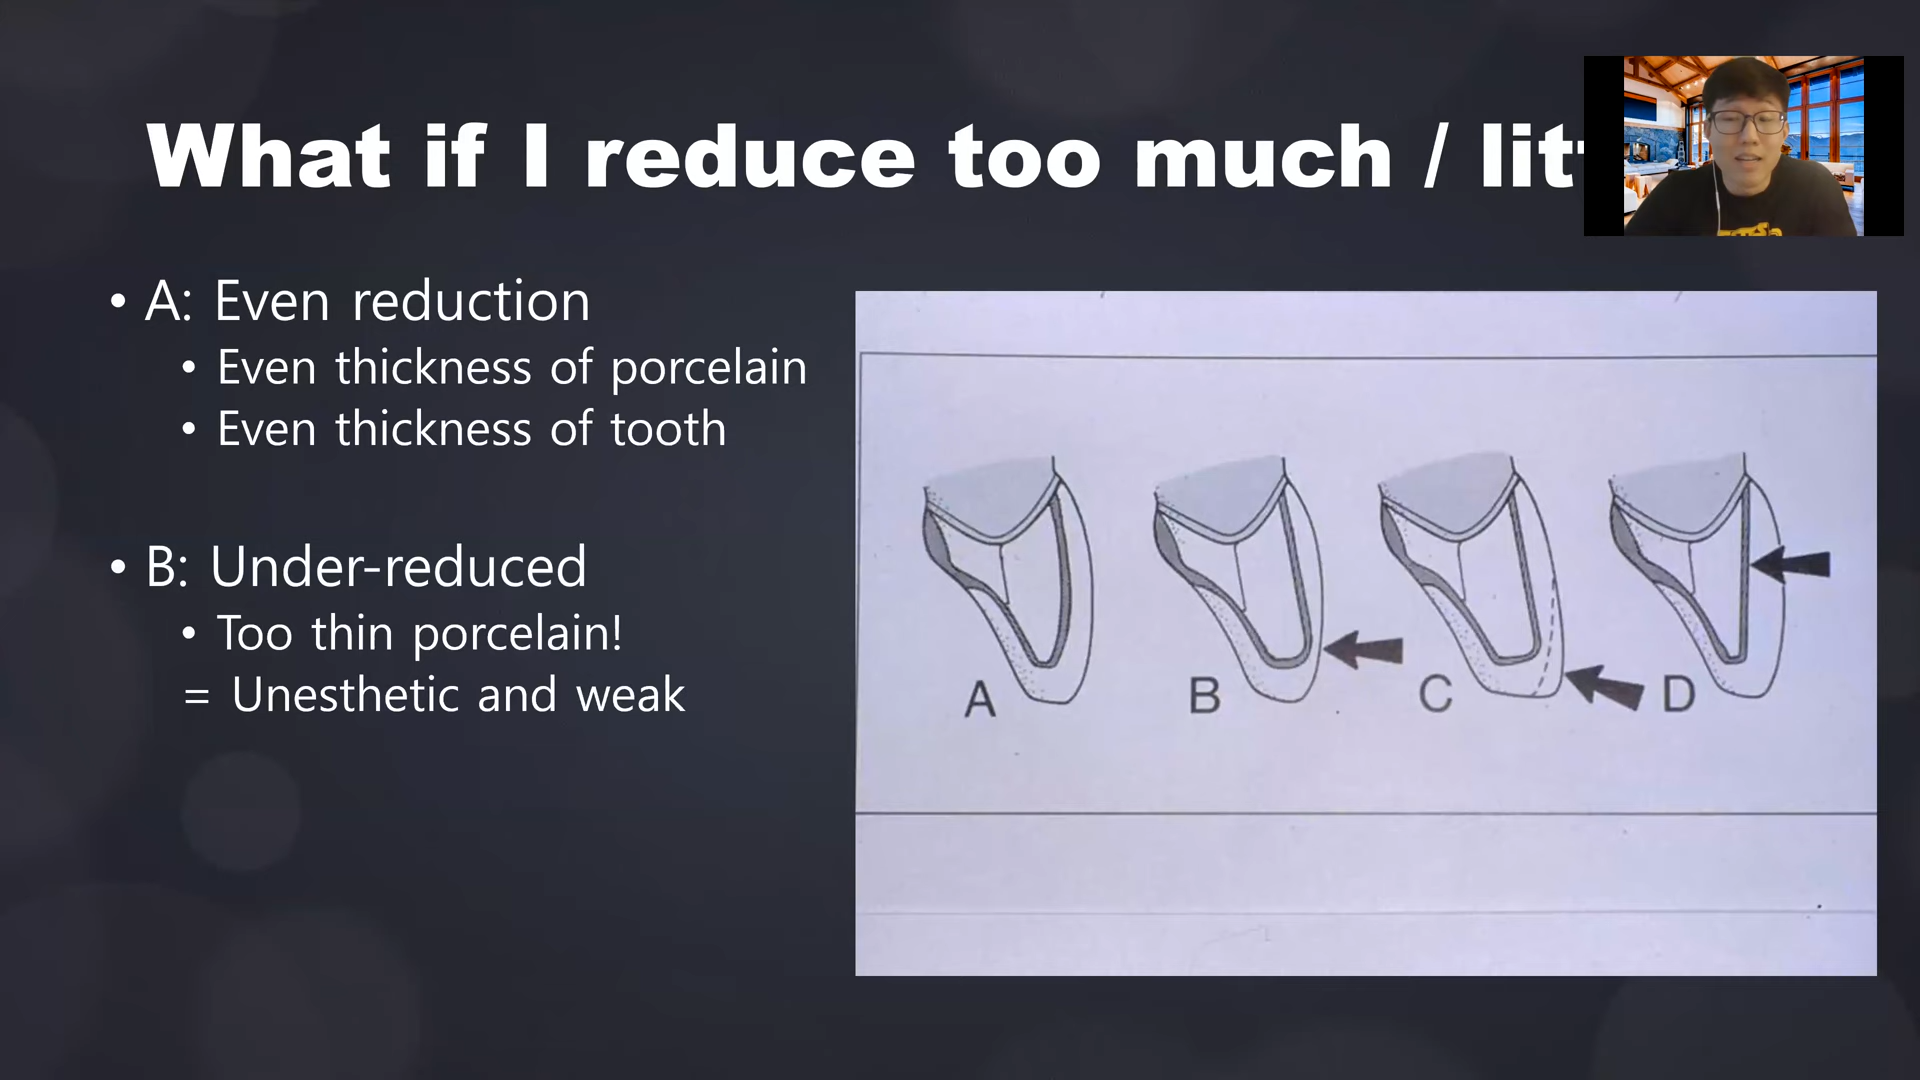 What if I reduce too much / lit
• A: Even reduction
• Even thickness of porcelain
• Even thickness of tooth
• B: Under-reduced
• Too thin porcelain!
= Unesthetic and weak
A B C D